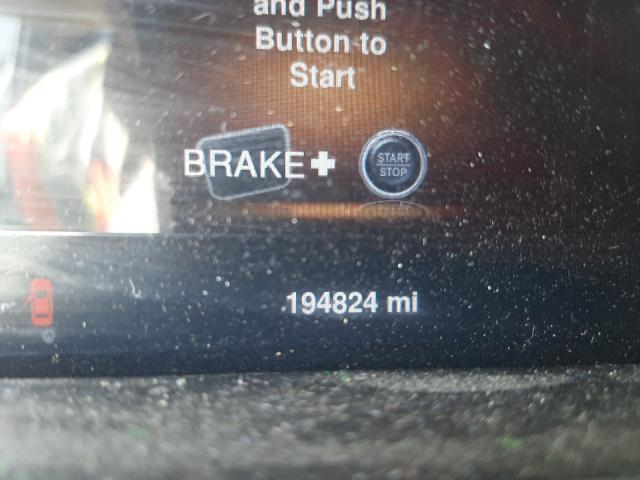 and Push
Button to
Start
BRAKE+ START
STOP
194824 mi